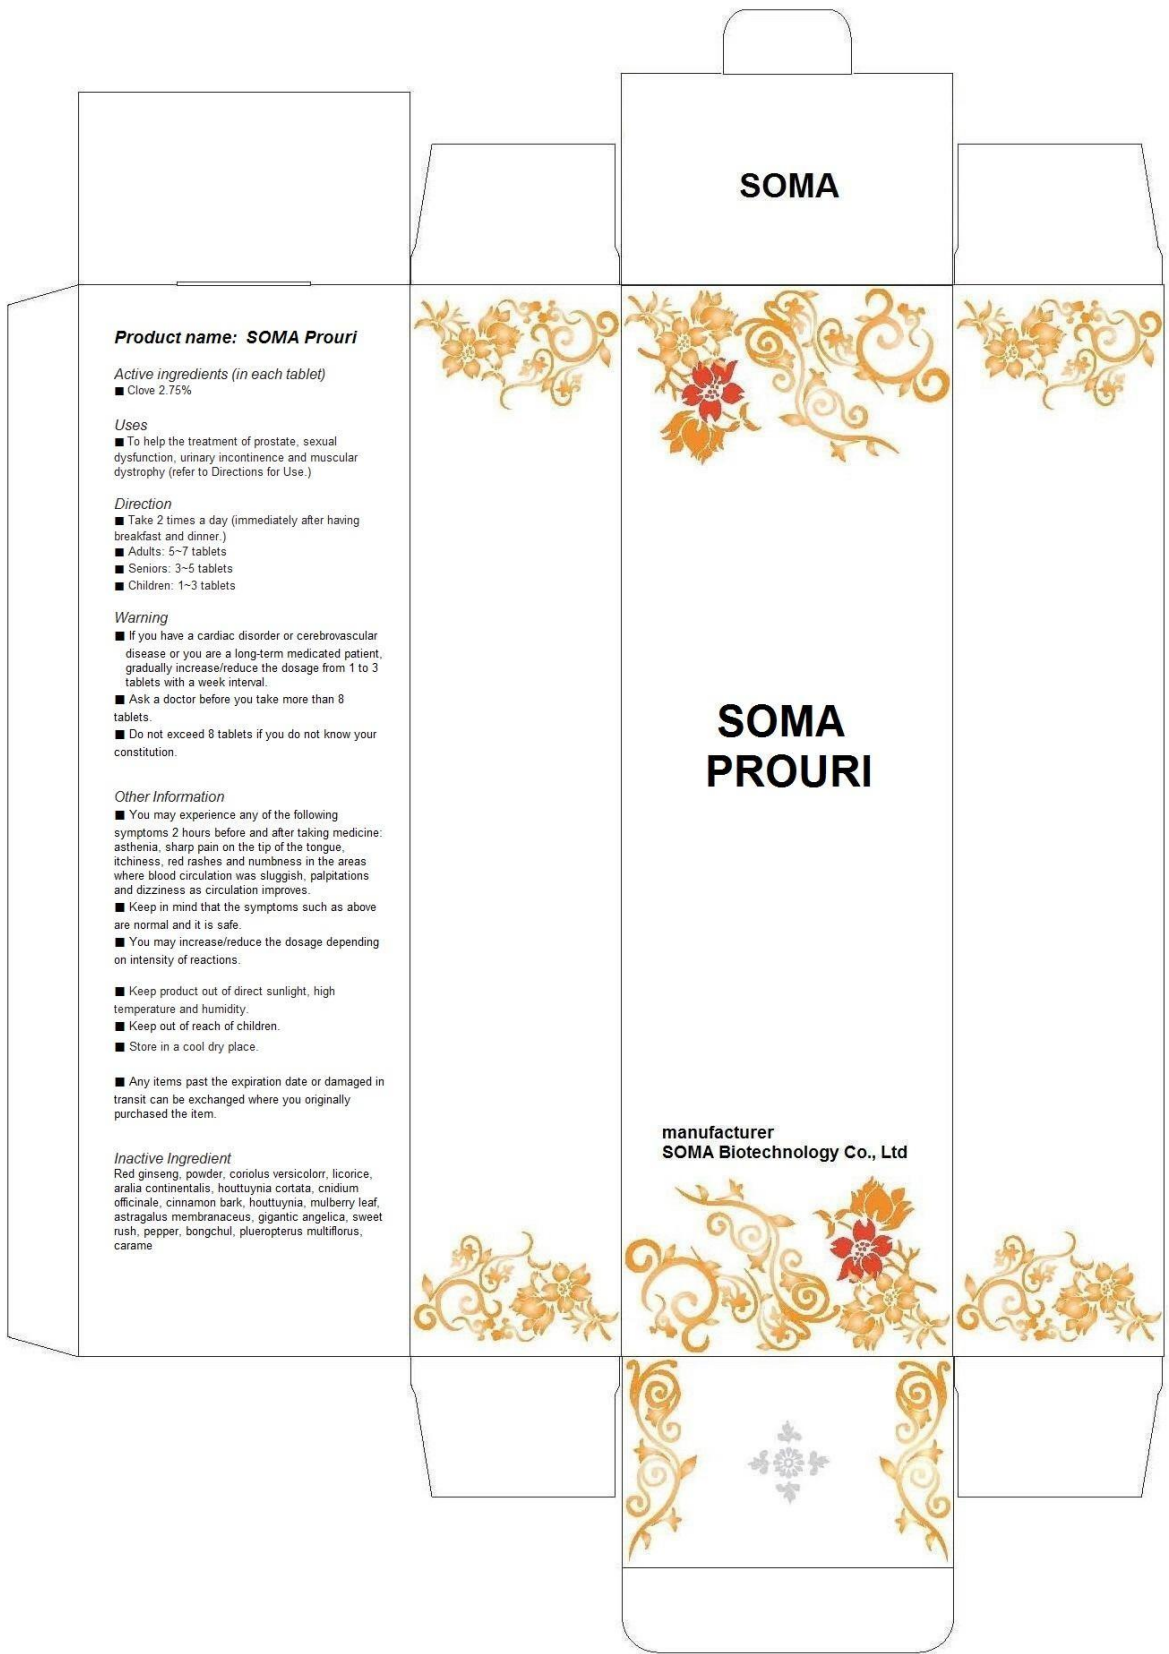 SOMA
Product name:  SOMA Prouri
Active ingredients (in each tablet)
■ Clove 2.75%
Uses
■ To help the treatment of prostate, sexual
dysfunction, urinary incontinence and muscular
dystrophy (refer to Directions for Use.)
Direction
■ Take 2 times a day (immediately after having
breakfast and dinner.)
■ Adults: 5~7 tablets
■ Seniors: 3~5 tablets
■ Children: 1~3 tablets
Warning
■ If you have a cardiac disorder or cerebrovascular
disease or you are a long-term medicated patient,
gradually increase/reduce the dosage from 1 to 3
tablets with a week interval.
■ Ask a doctor before you take more than 8
tablets.
■ Do not exceed 8 tablets if you do not know your
constitution.
Other Information
■ You may experience any of the following
symptoms 2 hours before and after taking medicine:
asthenia, sharp pain on the tip of the tongue,
itchiness, red rashes and numbness in the areas
where blood circulation was sluggish, palpitations
and dizziness as circulation improves.
■ Keep in mind that the symptoms such as above
are normal and it is safe.
■ You may increase/reduce the dosage depending
on intensity of reactions.
■ Keep product out of direct sunlight, high
temperature and humidity.
■ Keep out of reach of children.
■ Store in a cool dry place.
■ Any items past the expiration date or damaged in
transit can be exchanged where you originally
purchased the item.
Inactive Ingredient
Red ginseng, powder, coriolus versicolorr, licorice,
aralia continentalis, houttuynia cortata, cnidium
officinale, cinnamon bark, houttuynia, mulberry leaf,
astragalus membranaceus, gigantic angelica, sweet
rush, pepper, bongchul, plueropterus multiflorus,
carame
SOMA
PROURI
manufacturer
SOMA Biotechnology Co., Ltd